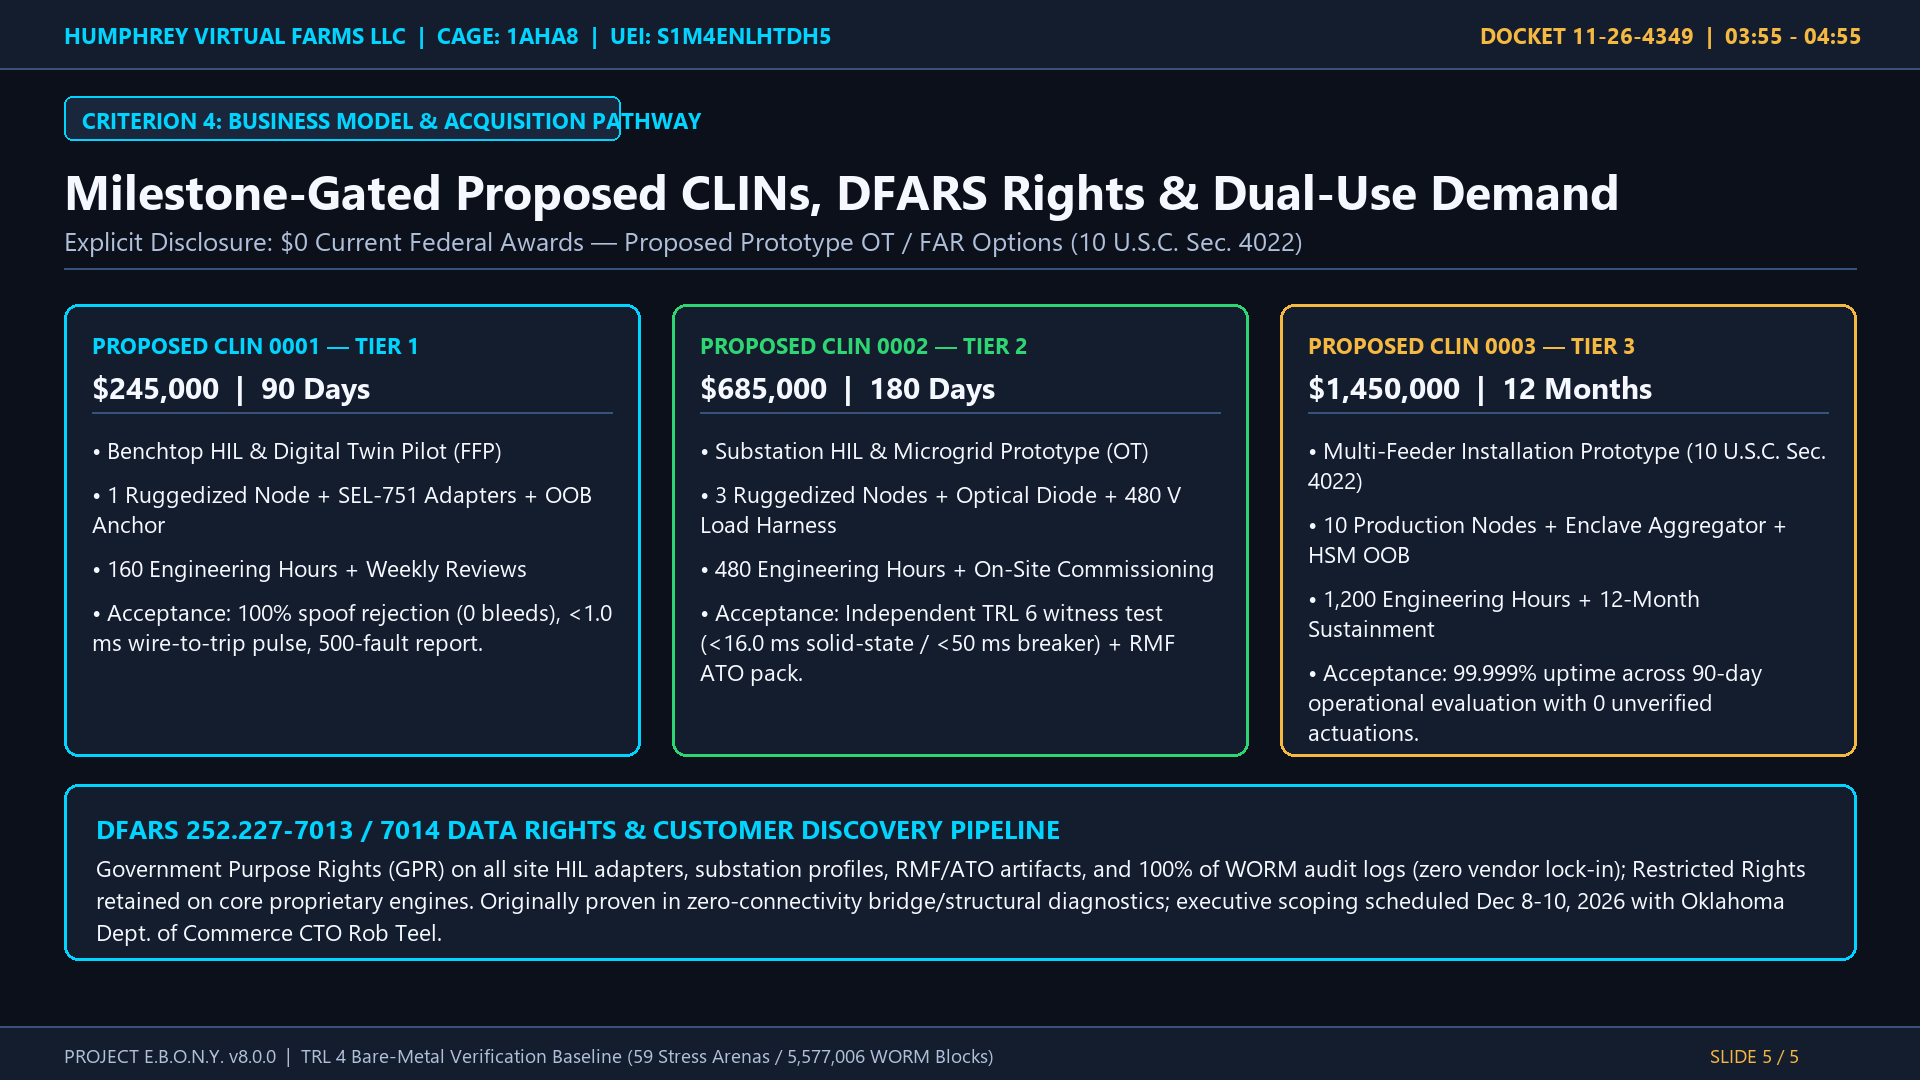 HUMPHREY VIRTUAL FARMS LLC | CAGE: 1AHA8 | UEI: S1M4ENLHTDH5
DOCKET 11-26-4349 | 03:55 - 04:55
CRITERION 4: BUSINESS MODEL & ACQUISITION PATHWAY
Milestone-Gated Proposed CLINs, DFARS Rights & Dual-Use Demand
Explicit Disclosure: $0 Current Federal Awards — Proposed Prototype OT / FAR Options (10 U.S.C. Sec. 4022)
PROPOSED CLIN 0001 — TIER 1
$245,000 | 90 Days
• Benchtop HIL & Digital Twin Pilot (FFP)
• 1 Ruggedized Node + SEL-751 Adapters + OOB
Anchor
• 160 Engineering Hours + Weekly Reviews
• Acceptance: 100% spoof rejection (0 bleeds), <1.0
ms wire-to-trip pulse, 500-fault report.
PROPOSED CLIN 0002 — TIER 2
$685,000 | 180 Days
• Substation HIL & Microgrid Prototype (OT)
• 3 Ruggedized Nodes + Optical Diode + 480 V
Load Harness
• 480 Engineering Hours + On-Site Commissioning
• Acceptance: Independent TRL 6 witness test
(<16.0 ms solid-state / <50 ms breaker) + RMF
ATO pack.
PROPOSED CLIN 0003 — TIER 3
$1,450,000 | 12 Months
• Multi-Feeder Installation Prototype (10 U.S.C. Sec.
4022)
• 10 Production Nodes + Enclave Aggregator +
HSM OOB
• 1,200 Engineering Hours + 12-Month
Sustainment
• Acceptance: 99.999% uptime across 90-day
operational evaluation with 0 unverified
actuations.
DFARS 252.227-7013 / 7014 DATA RIGHTS & CUSTOMER DISCOVERY PIPELINE
Government Purpose Rights (GPR) on all site HIL adapters, substation profiles, RMF/ATO artifacts, and 100% of WORM audit logs (zero vendor lock-in); Restricted Rights
retained on core proprietary engines. Originally proven in zero-connectivity bridge/structural diagnostics; executive scoping scheduled Dec 8-10, 2026 with Oklahoma
Dept. of Commerce CTO Rob Teel.
PROJECT E.B.O.N.Y. v8.0.0 | TRL 4 Bare-Metal Verification Baseline (59 Stress Arenas / 5,577,006 WORM Blocks)
SLIDE 5 / 5